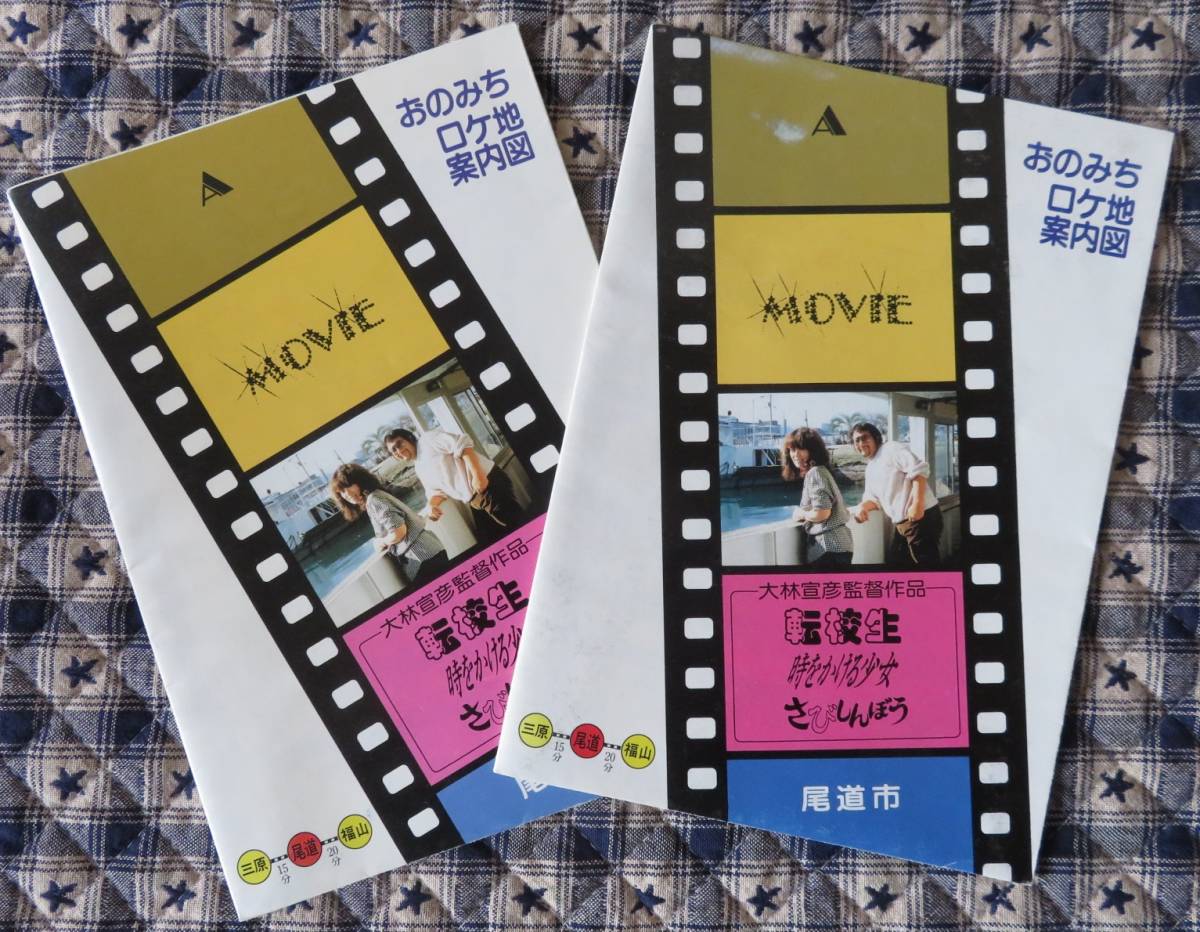 おのみち
ロケ地
案内図
A
MOVIE
大林宣彦監督作品
転校生
時をかける少
さびし
尾
三原
15分
尾道
20分
福山
おのみち
ロケ地
案内図
A
MOVIE
大林宣彦監督作品
転校生
時をかける少女
さびしんぼう
尾道市
三原
15分
尾道
20分
福山